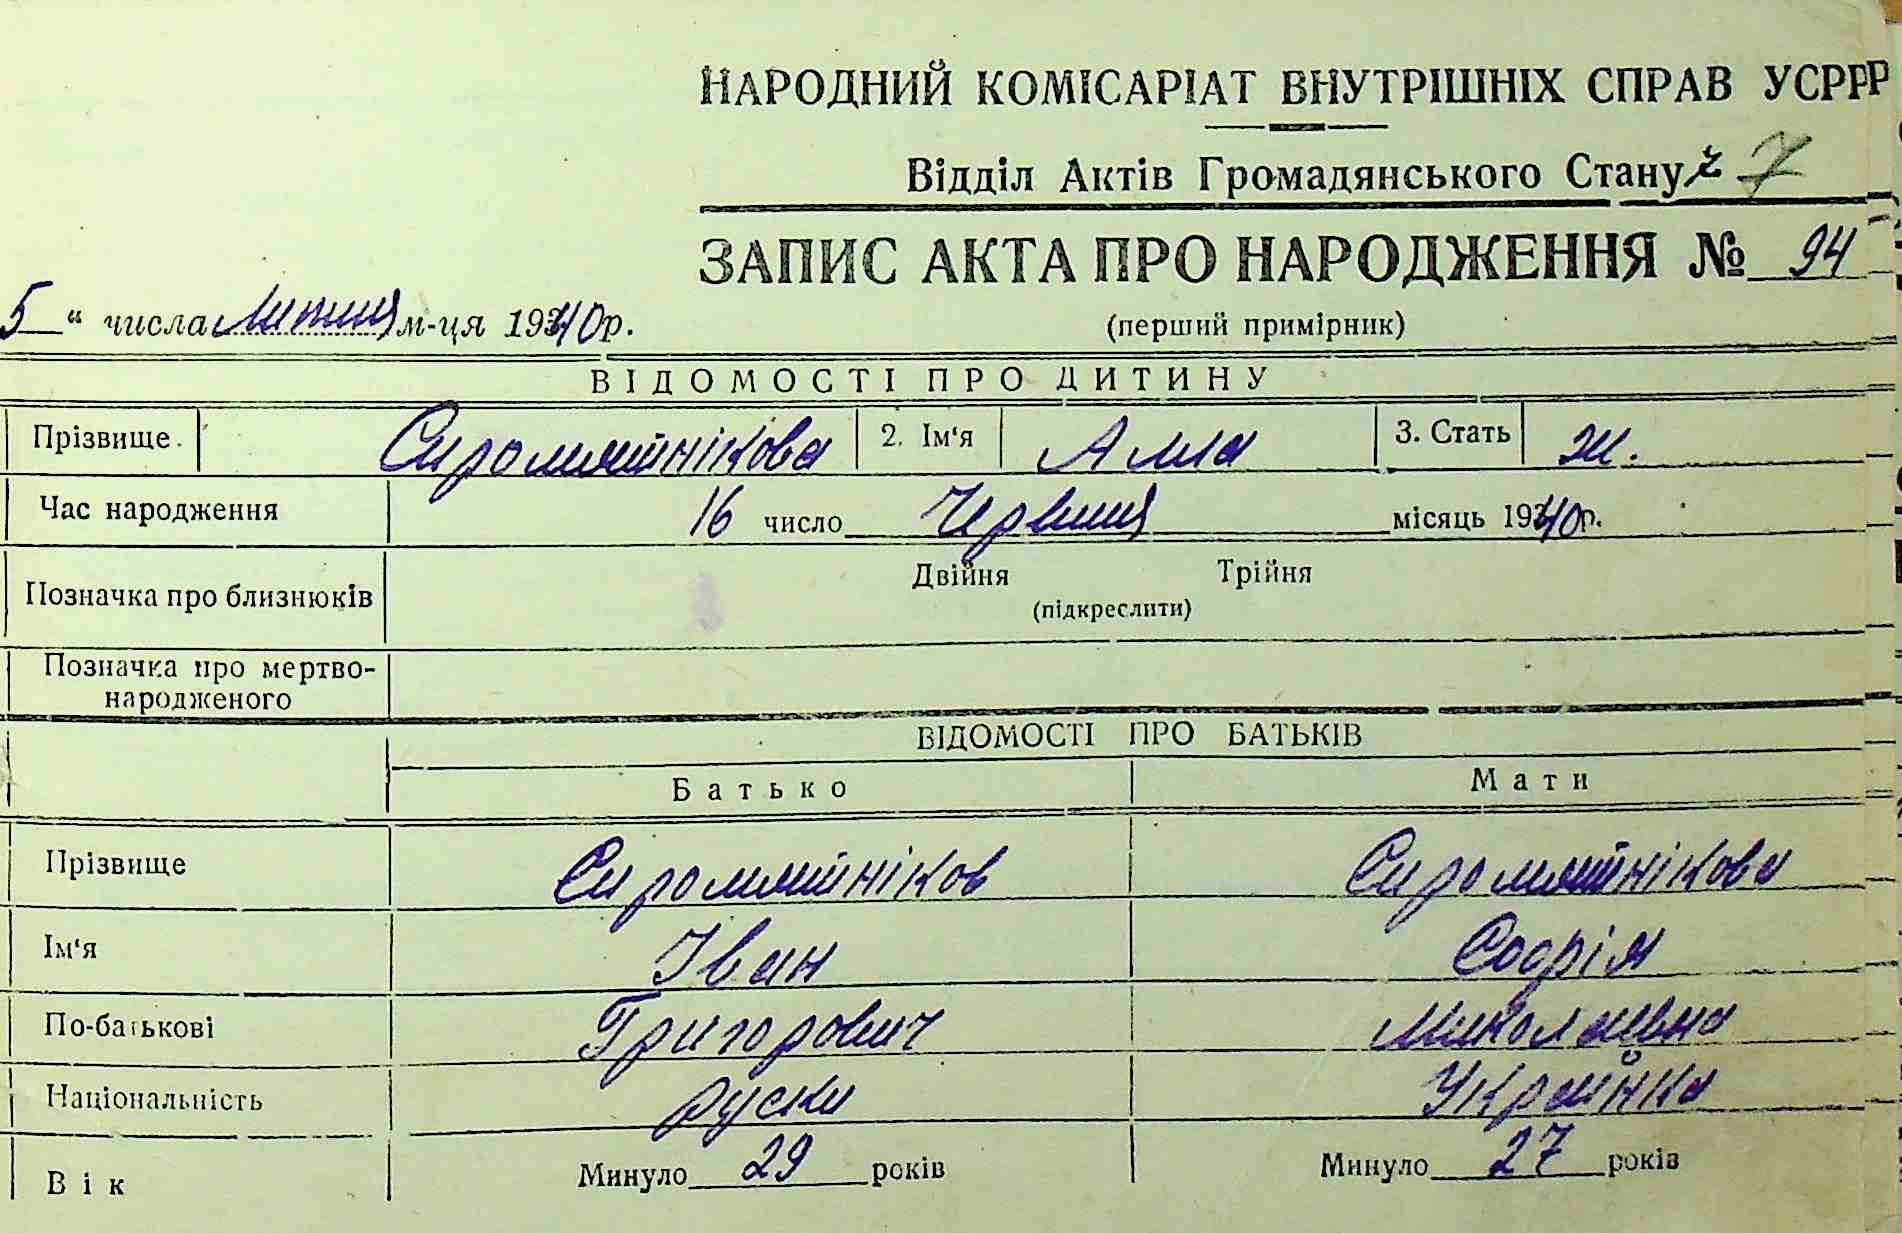 НАРОДНИЙ КОМІСАРІАТ ВНУТРІШНІХ СПРАВ УСРРР
Відділ Актів Громадянського Стану 7
ЗАПИС АКТА ПРО НАРОДЖЕННЯ № 94
5 “ числа Липня м-ця 1940 р.
(перший примірник)
ВІДОМОСТІ ПРО ДИТИНУ
Прізвище Сиромятнікова 2. Ім‘я Алла 3. Стать ж.
Час народження 16 число Червня місяць 1940 р.
Позначка про близнюків Двійня Трійня
(підкреслити)
Позначка про мертво-
народженого
ВІДОМОСТІ ПРО БАТЬКІВ
Батько Мати
Прізвище Сиромятніков Сиромятнікова
Ім‘я Іван Софія
По-батькові Григорович Миколаївна
Національність руски Українка
Вік Минуло 29 років Минуло 27 років